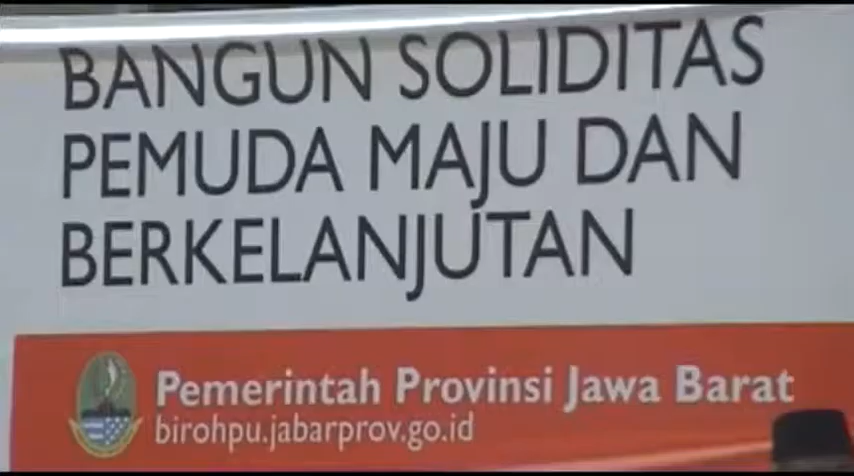 BANGUN SOLIDITAS
PEMUDA MAJU DAN
BERKELANJUTAN
Pemerintah Provinsi Jawa Barat
birohpu.jabarprov.go.id